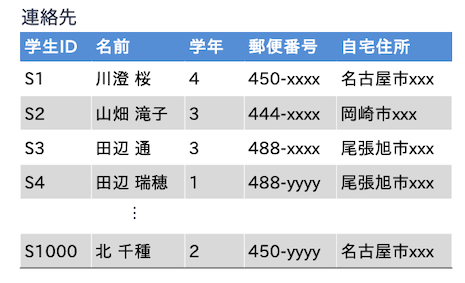 連絡先
学生ID 名前 学年 郵便番号 自宅住所
S1 川澄 桜 4 450-xxxx 名古屋市xxx
S2 山畑 滝子 3 444-xxxx 岡崎市xxx
S3 田辺 通 3 488-xxxx 尾張旭市xxx
S4 田辺 瑞穂 1 488-yyyy 尾張旭市xxx
⋮
S1000 北 千種 2 450-yyyy 名古屋市xxx